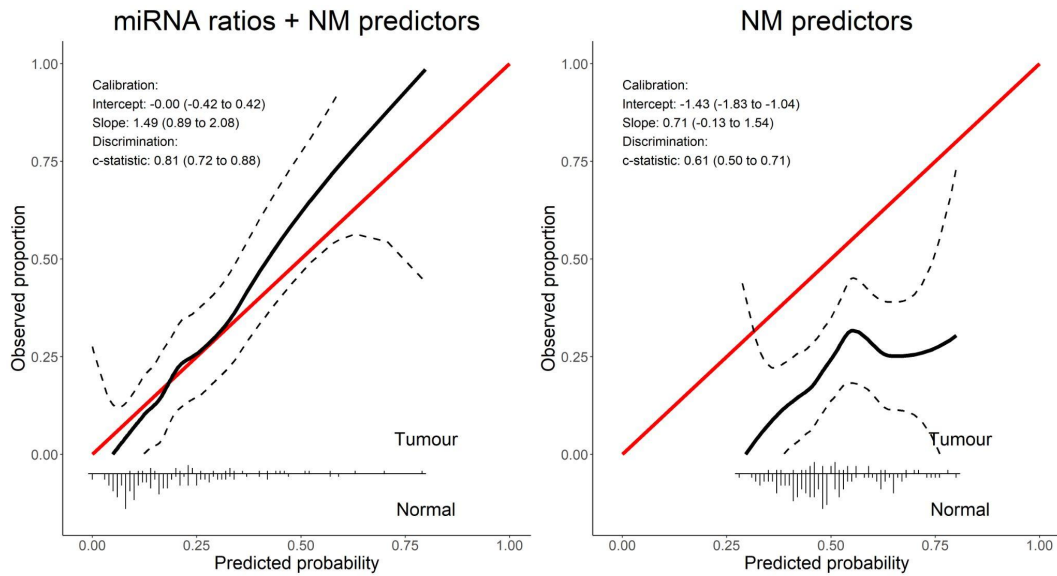 miRNA ratios + NM predictors
1.00
0.75
0.50
0.25
0.00
Observed proportion
Calibration:
Intercept: -0.00 (-0.42 to 0.42)
Slope: 1.49 (0.89 to 2.08)
Discrimination:
c-statistic: 0.81 (0.72 to 0.88)
Tumour
Normal
0.00 0.25 0.50 0.75 1.00
Predicted probability
NM predictors
1.00
0.75
0.50
0.25
0.00
Observed proportion
Calibration:
Intercept: -1.43 (-1.83 to -1.04)
Slope: 0.71 (-0.13 to 1.54)
Discrimination:
c-statistic: 0.61 (0.50 to 0.71)
Tumour
Normal
0.00 0.25 0.50 0.75 1.00
Predicted probability